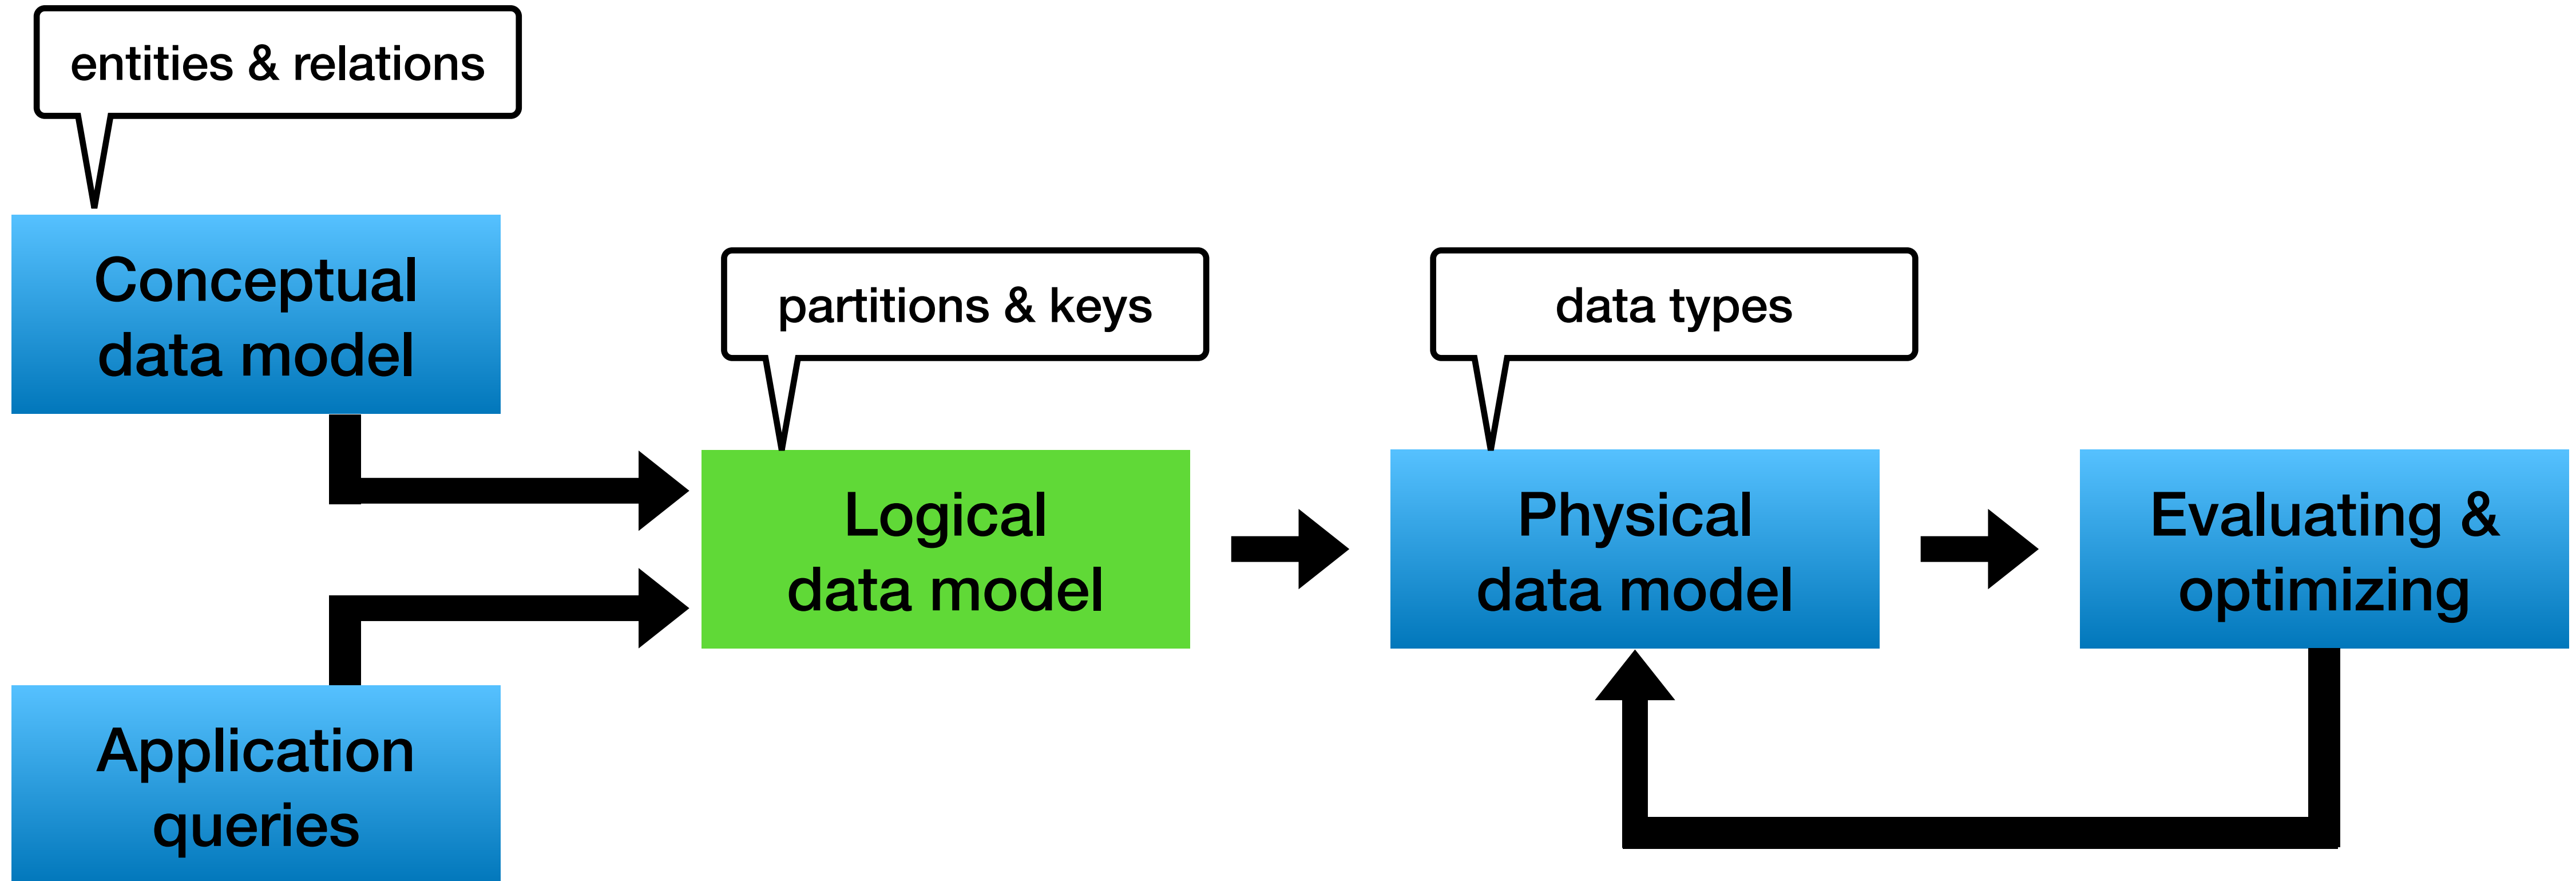 entities & relations
Conceptual
data model
partitions & keys
data types
Logical
data model
Physical
data model
Evaluating &
optimizing
Application
queries